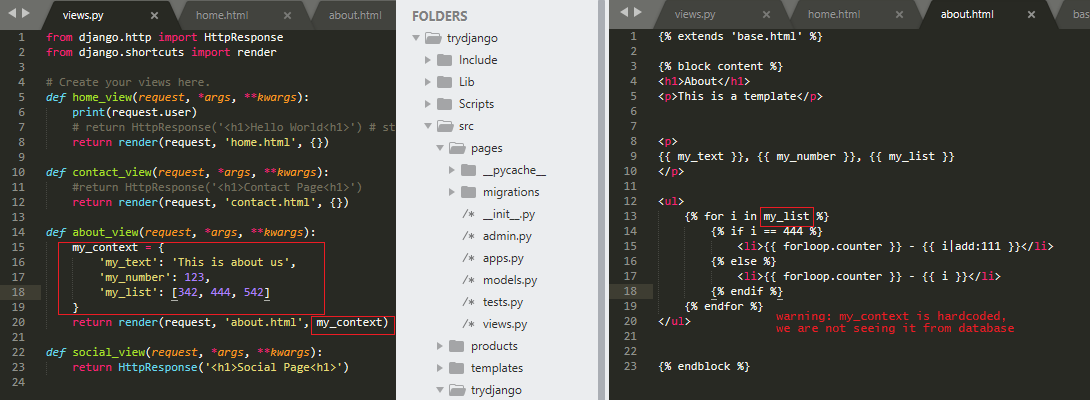 views.py × home.html × about.html
1 from django.http import HttpResponse
2 from django.shortcuts import render
3
4 # Create your views here.
5 def home_view(request, *args, **kwargs):
6 print(request.user)
7 # return HttpResponse('<h1>Hello World<h1>') # st
8 return render(request, 'home.html', {})
9
10 def contact_view(request, *args, **kwargs):
11 #return HttpResponse('<h1>Contact Page<h1>')
12 return render(request, 'contact.html', {})
13
14 def about_view(request, *args, **kwargs):
15 my_context = {
16 'my_text': 'This is about us',
17 'my_number': 123,
18 'my_list': [342, 444, 542]
19 }
20 return render(request, 'about.html', my_context)
21
22 def social_view(request, *args, **kwargs):
23 return HttpResponse('<h1>Social Page<h1>')
24
FOLDERS
trydjango
Include
Lib
Scripts
src
pages
__pycache__
migrations
/* __init__.py
/* admin.py
/* apps.py
/* models.py
/* tests.py
/* views.py
products
templates
trydjango
views.py × home.html × about.html × bas
1 {% extends 'base.html' %}
2
3 {% block content %}
4 <h1>About</h1>
5 <p>This is a template</p>
6
7
8 <p>
9 {{ my_text }}, {{ my_number }}, {{ my_list }}
10 </p>
11
12 <ul>
13 {% for i in my_list %}
14 {% if i == 444 %}
15 <li>{{ forloop.counter }} - {{ i|add:111 }}</li>
16 {% else %}
17 <li>{{ forloop.counter }} - {{ i }}</li>
18 {% endif %}
19 {% endfor %}
20 </ul>
warning: my_context is hardcoded,
we are not seeing it from database
21
22
23 {% endblock %}